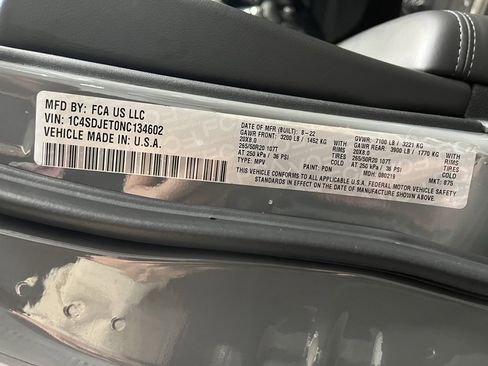 MFD BY: FCA US LLC
VIN: 1C4SDJET0NC134602
VEHICLE MADE IN: U.S.A.
DATE OF MFR (BUILT): 8-22 GVWR: 7100 LB / 3221 KG
GAWR FRONT: 3200 LB / 1452 KG WITH GAWR REAR: 3900 LB / 1770 KG WITH
20X8.0 RIMS 20X8.0 RIMS
265/50R20 107T TIRES 265/50R20 107T TIRES
AT 250 kPa / 36 PSI COLD AT 250 kPa / 36 PSI COLD
TYPE: MPV PAINT: PDN MDH: 080219 MKT: 87S
THIS VEHICLE CONFORMS TO ALL APPLICABLE U.S.A. FEDERAL MOTOR VEHICLE SAFETY
STANDARDS IN EFFECT ON THE DATE OF MANUFACTURE SHOWN ABOVE